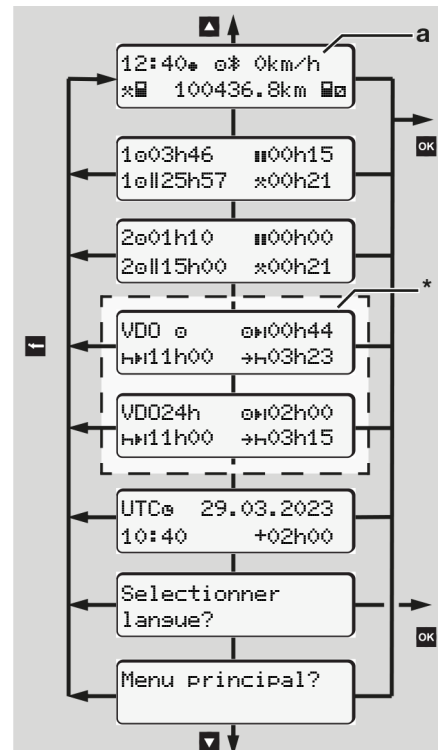 a
12:40 0km/h
100436.8km
OK
1 03h46 00h15
1 25h57 00h21
2 01h10 00h00
2 15h00 00h21
*
VDO 00h44
11h00 03h23
VDO24h 02h00
11h00 03h15
UTC 29.03.2023
10:40 +02h00
Selectionner
langue?
OK
Menu principal?